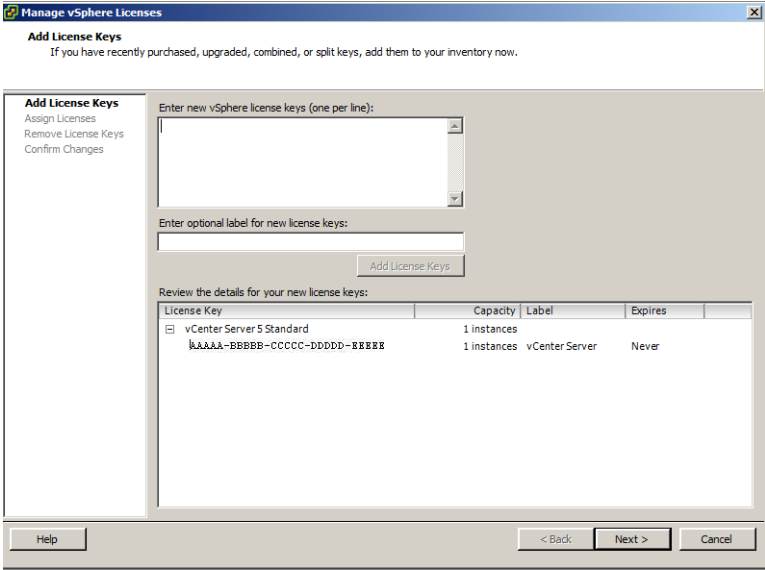 Manage vSphere Licenses
Add License Keys
If you have recently purchased, upgraded, combined, or split keys, add them to your inventory now.
Add License Keys
Assign Licenses
Remove License Keys
Confirm Changes
Enter new vSphere license keys (one per line):
Enter optional label for new license keys:
Add License Keys
Review the details for your new license keys:
License Key Capacity Label Expires
vCenter Server 5 Standard 1 instances
AAAAA-BBBBB-CCCCC-DDDDD-EEEEE 1 instances vCenter Server Never
Help < Back Next > Cancel